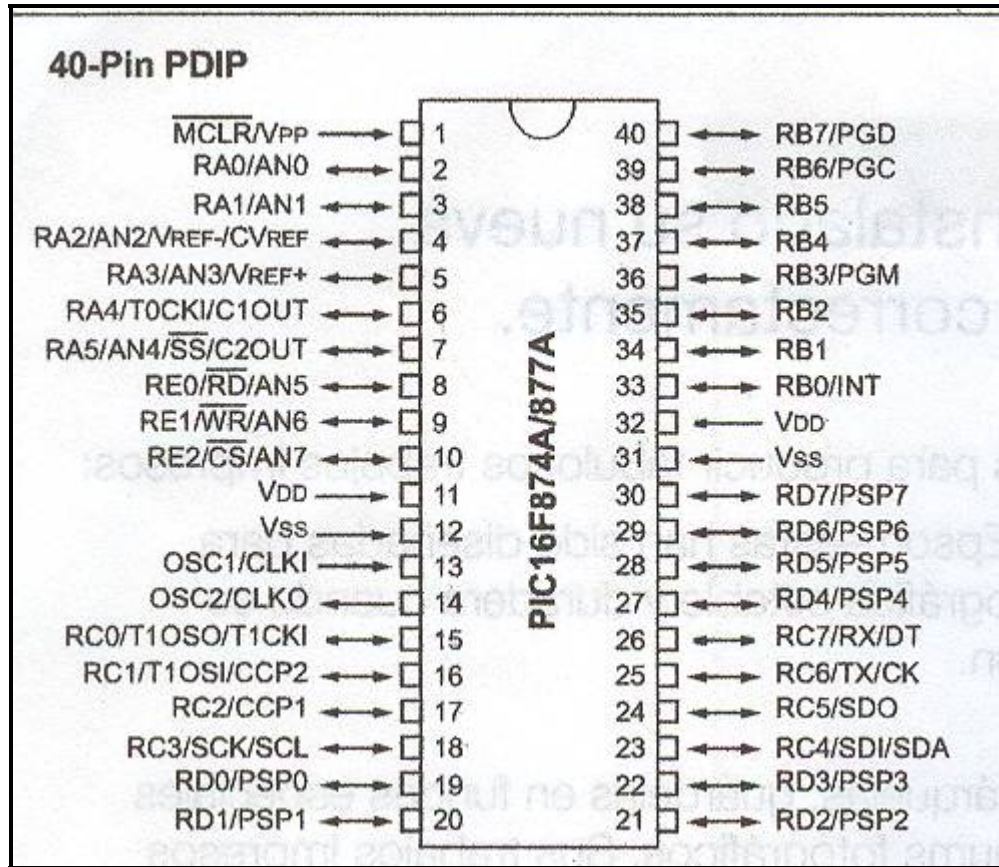 40-Pin PDIP
MCLR/VPP 1
RA0/AN0 2
RA1/AN1 3
RA2/AN2/VREF-/CVREF 4
RA3/AN3/VREF+ 5
RA4/T0CKI/C1OUT 6
RA5/AN4/SS/C2OUT 7
RE0/RD/AN5 8
RE1/WR/AN6 9
RE2/CS/AN7 10
VDD 11
VSS 12
OSC1/CLKI 13
OSC2/CLKO 14
RC0/T1OSO/T1CKI 15
RC1/T1OSI/CCP2 16
RC2/CCP1 17
RC3/SCK/SCL 18
RD0/PSP0 19
RD1/PSP1 20
PIC16F874A/877A
40 RB7/PGD
39 RB6/PGC
38 RB5
37 RB4
36 RB3/PGM
35 RB2
34 RB1
33 RB0/INT
32 VDD
31 VSS
30 RD7/PSP7
29 RD6/PSP6
28 RD5/PSP5
27 RD4/PSP4
26 RC7/RX/DT
25 RC6/TX/CK
24 RC5/SDO
23 RC4/SDI/SDA
22 RD3/PSP3
21 RD2/PSP2
nstalado su nueva
correctamente.